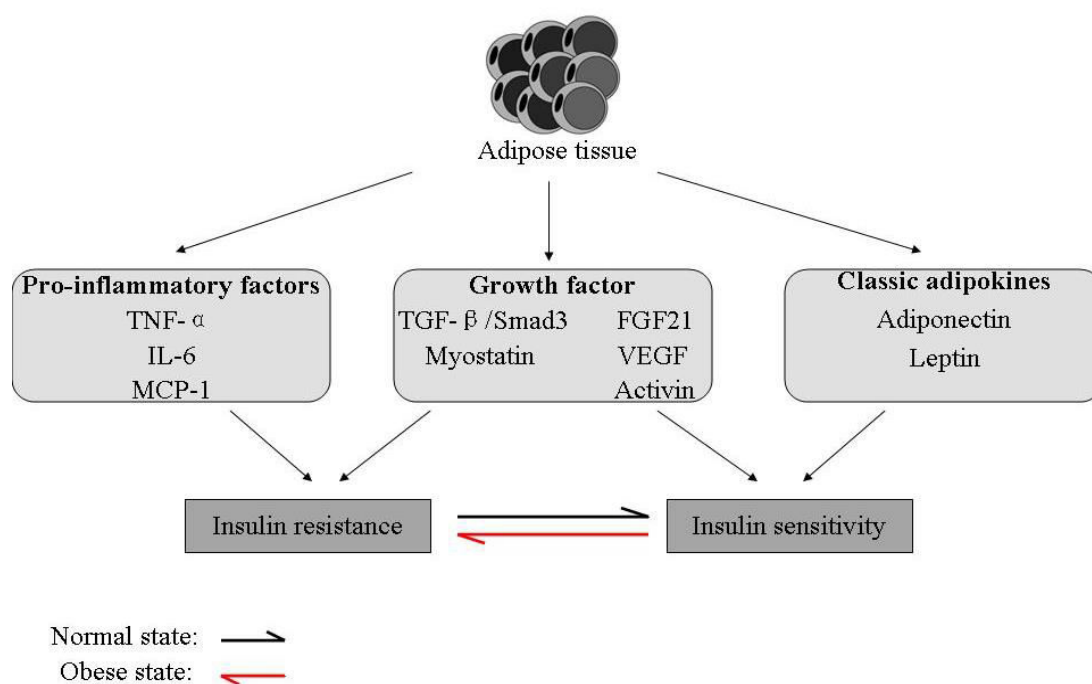 Adipose tissue
Pro-inflammatory factors
TNF-α
IL-6
MCP-1
Growth factor
TGF-β/Smad3
Myostatin
FGF21
VEGF
Activin
Classic adipokines
Adiponectin
Leptin
Insulin resistance
Insulin sensitivity
Normal state:
Obese state: